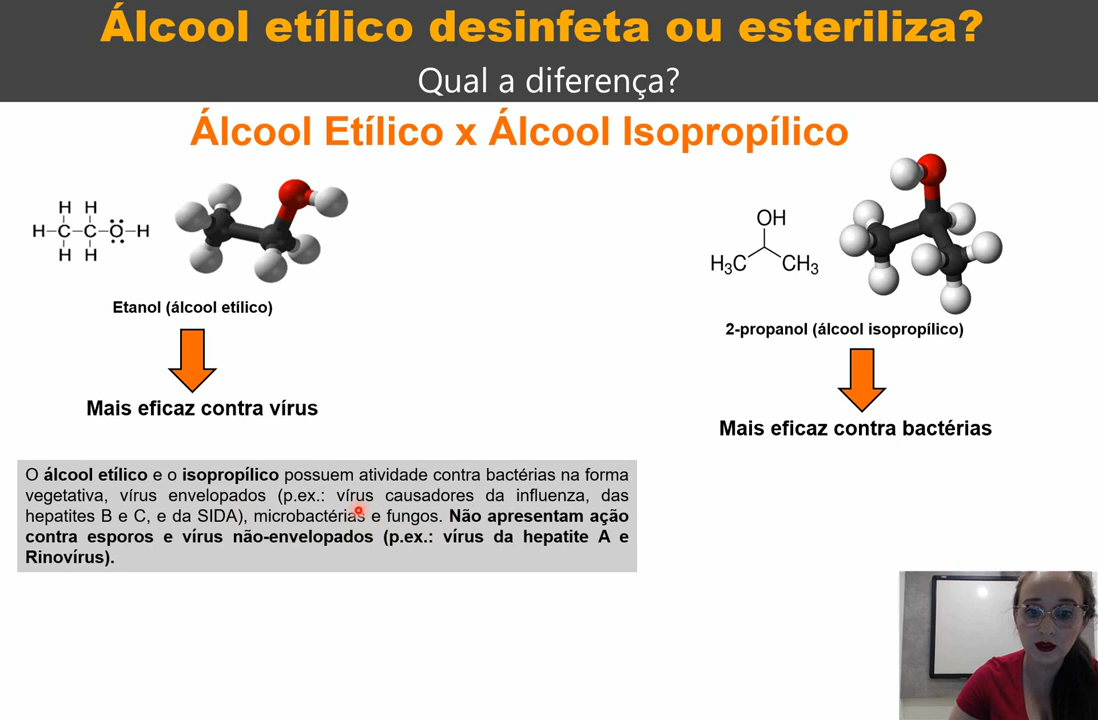 Álcool etílico desinfeta ou esteriliza?
Qual a diferença?
Álcool Etílico x Álcool Isopropílico
H H
H-C-C-O-H
H H
OH
H₃C CH₃
Etanol (álcool etílico)
2-propanol (álcool isopropílico)
Mais eficaz contra vírus
Mais eficaz contra bactérias
O álcool etílico e o isopropílico possuem atividade contra bactérias na forma
vegetativa, vírus envelopados (p.ex.: vírus causadores da influenza, das
hepatites B e C, e da SIDA), microbactérias e fungos. Não apresentam ação
contra esporos e vírus não-envelopados (p.ex.: vírus da hepatite A e
Rinovírus).